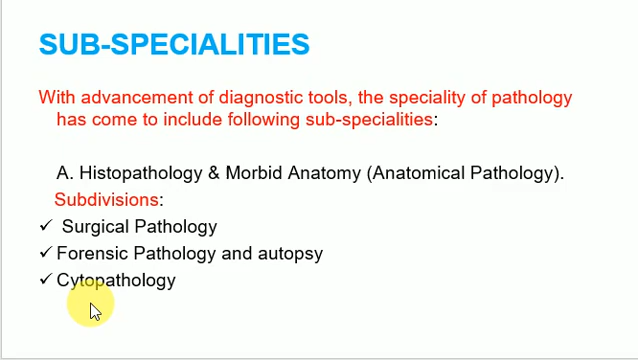 SUB-SPECIALITIES
With advancement of diagnostic tools, the speciality of pathology
has come to include following sub-specialities:
A. Histopathology & Morbid Anatomy (Anatomical Pathology).
Subdivisions:
✓ Surgical Pathology
✓ Forensic Pathology and autopsy
✓ Cytopathology